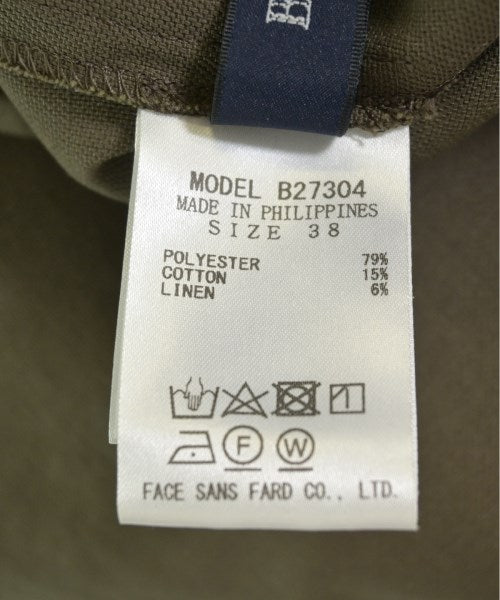 B
MODEL B27304
MADE IN PHILIPPINES
SIZE 38
POLYESTER 79%
COTTON 15%
LINEN 6%
F W
FACE SANS FARD CO., LTD.